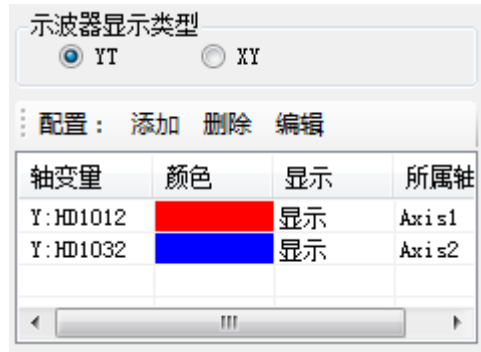 示波器显示类型
YT XY
配置： 添加 删除 编辑
轴变量 颜色 显示 所属轴
Y:HD1012 显示 Axis1
Y:HD1032 显示 Axis2